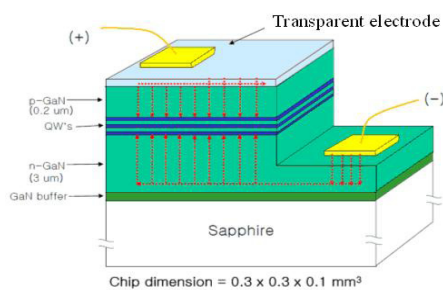 Transparent electrode
(+)
p-GaN
(0.2 um)
QW's
(-)
n-GaN
(3 um)
GaN buffer
Sapphire
Chip dimension = 0.3 x 0.3 x 0.1 mm³